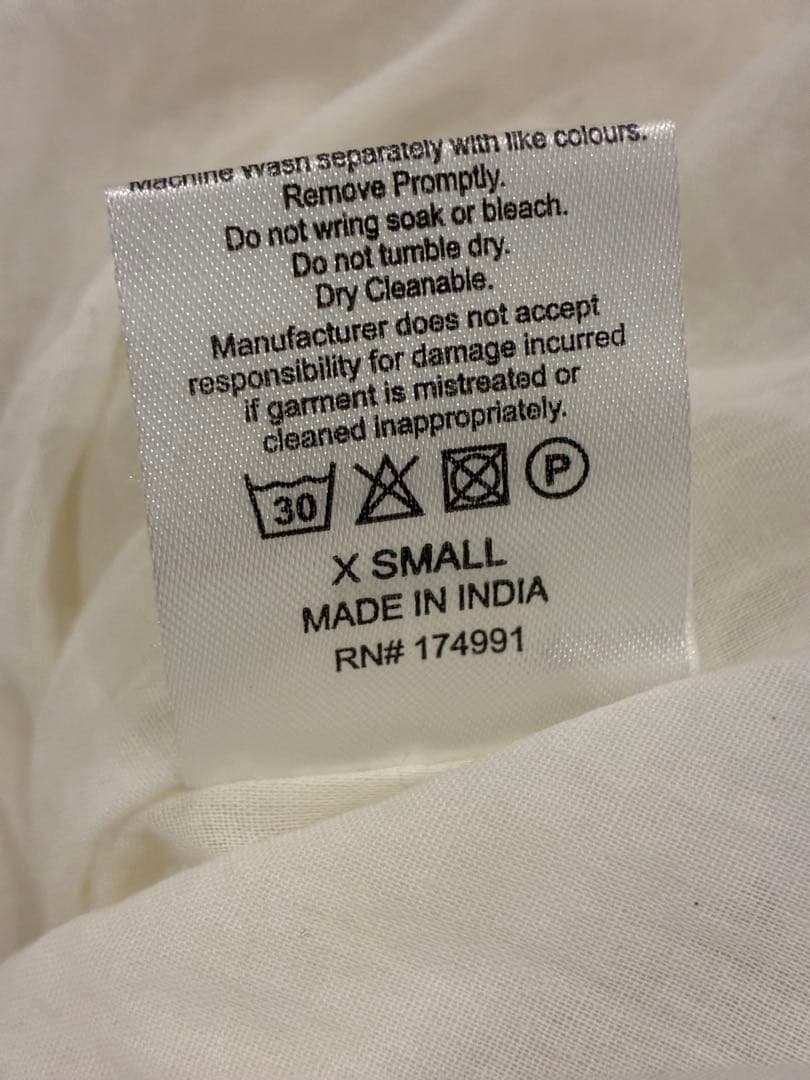 Machine Wash separately with like colours.
Remove Promptly.
Do not wring soak or bleach.
Do not tumble dry.
Dry Cleanable.
Manufacturer does not accept
responsibility for damage incurred
if garment is mistreated or
cleaned inappropriately.
30 P
X SMALL
MADE IN INDIA
RN# 174991